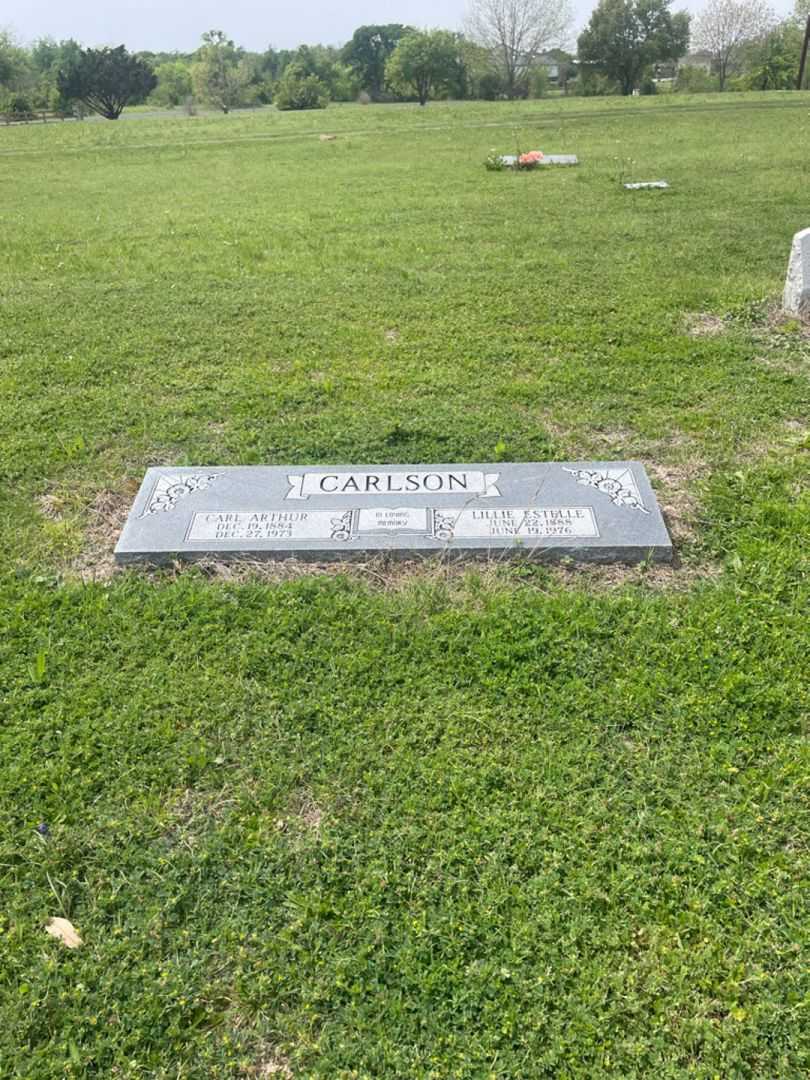 CARLSON
CARL ARTHUR
DEC. 19, 1884
DEC. 27, 1973
IN LOVING
MEMORY
LILLIE ESTELLE
JUNE 22, 1888
JUNE 19, 1976